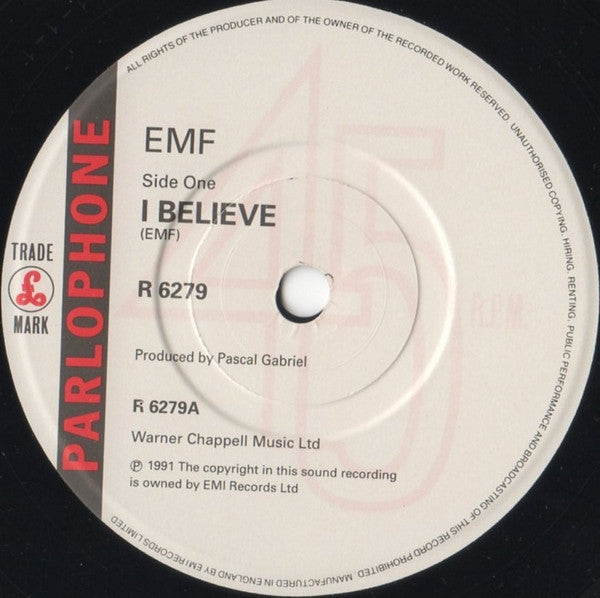 ALL RIGHTS OF THE PRODUCER AND OF THE OWNER OF THE RECORDED WORK RESERVED. UNAUTHORISED COPYING, HIRING, RENTING, PUBLIC PERFORMANCE AND BROADCASTING OF THIS RECORD PROHIBITED. MANUFACTURED IN ENGLAND BY EMI RECORDS LIMITED
PARLOPHONE
TRADE
£
MARK
EMF
Side One
I BELIEVE
(EMF)
R 6279
45
RPM
Produced by Pascal Gabriel
R 6279A
Warner Chappell Music Ltd
℗ 1991 The copyright in this sound recording
is owned by EMI Records Ltd